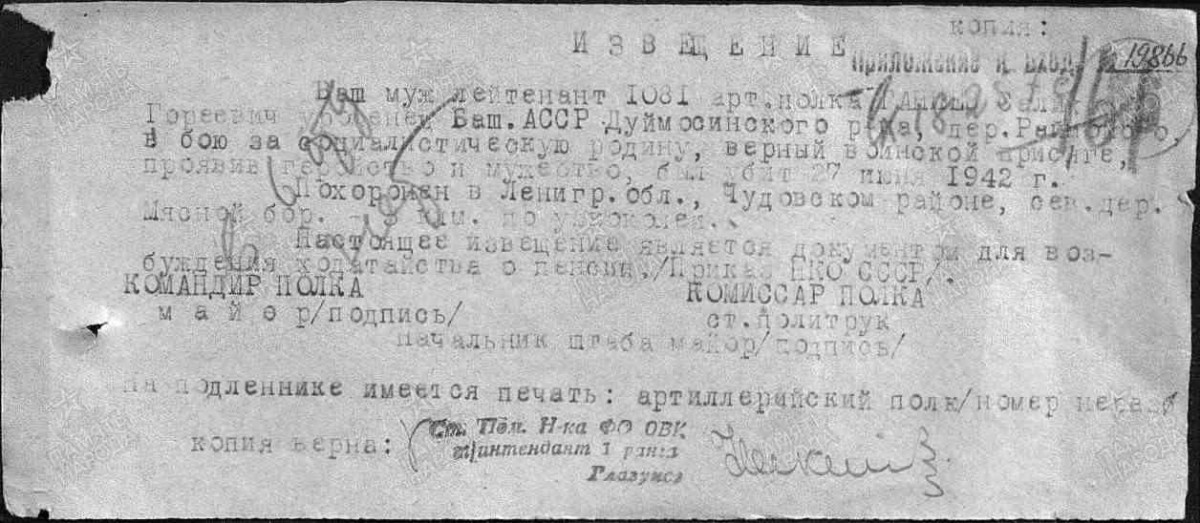 копия:
ИЗВЕЩЕНИЕ
Приложение к вход. 19866
Ваш муж лейтенант 1081 арт.полка
Гореевич уроженец Баш.АССР Дуймосинского р-на, дер.
в бою за социалистическую родину, верный воинской присяге,
проявив геройство и мужество, был убит 27 июня 1942 г.
Похоронен в Ленигр.обл., Чудовском районе, сев.дер.
Мясной бор. км. по узкоколей.
Настоящее извещение является документом для воз-
буждения ходатайства о пенсии./Приказ НКО СССР/.
КОМАНДИР ПОЛКА КОМИССАР ПОЛКА
майор/подпись/ ст.политрук
Начальник штаба майор/подпись/
На подленнике имеется печать: артиллерийский полк/номер
копия верна: Ст. Пом. Н-ка ФО ОВК
т/интендант 1 ранга